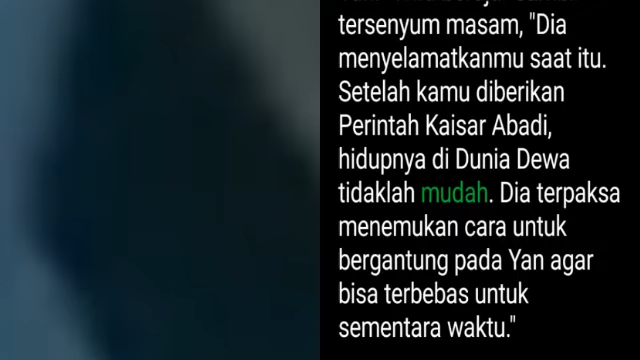 tersenyum masam, "Dia
menyelamatkanmu saat itu.
Setelah kamu diberikan
Perintah Kaisar Abadi,
hidupnya di Dunia Dewa
tidaklah mudah. Dia terpaksa
menemukan cara untuk
bergantung pada Yan agar
bisa terbebas untuk
sementara waktu."